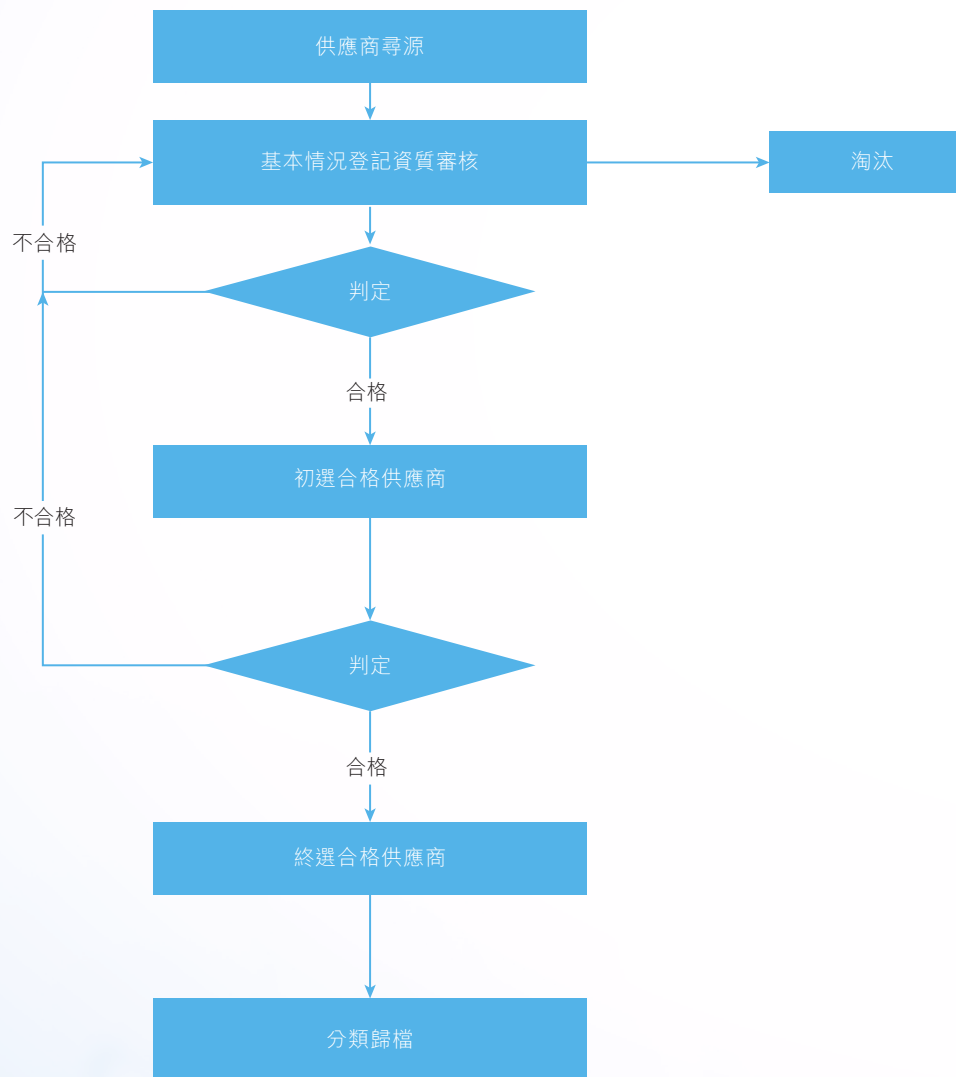 供應商尋源
基本情況登記資質審核
淘汰
不合格
判定
合格
初選合格供應商
不合格
判定
合格
終選合格供應商
分類歸檔